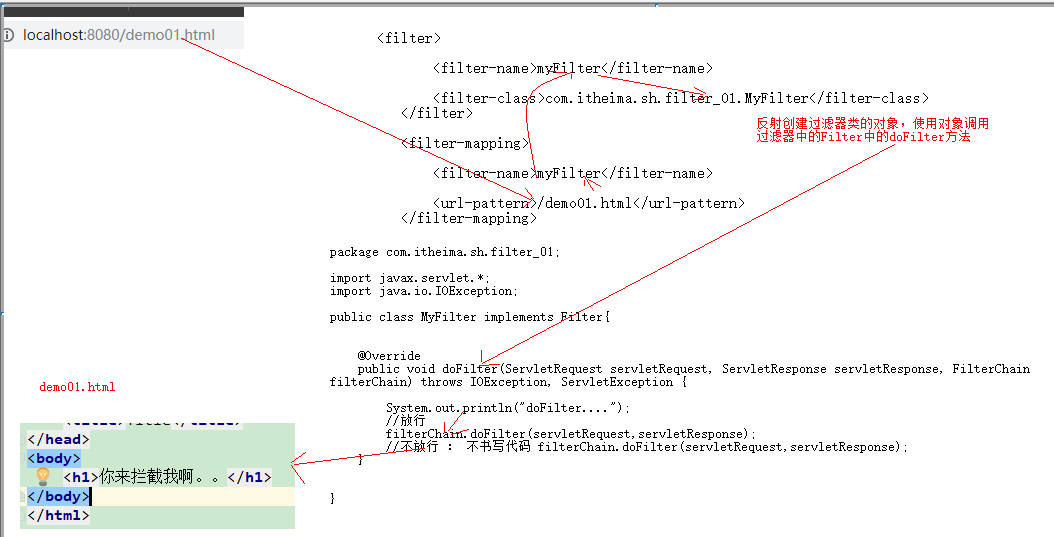 localhost:8080/demo01.html
<filter>
<filter-name>myFilter</filter-name>
<filter-class>com.itheima.sh.filter_01.MyFilter</filter-class>
</filter>
反射创建过滤器类的对象，使用对象调用
过滤器中的Filter中的doFilter方法
<filter-mapping>
<filter-name>myFilter</filter-name>
<url-pattern>/demo01.html</url-pattern>
</filter-mapping>
package com.itheima.sh.filter_01;
import javax.servlet.*;
import java.io.IOException;
public class MyFilter implements Filter{
@Override
public void doFilter(ServletRequest servletRequest, ServletResponse servletResponse, FilterChain
filterChain) throws IOException, ServletException {
System.out.println("doFilter....");
//放行
filterChain.doFilter(servletRequest,servletResponse);
//不放行 ： 不书写代码 filterChain.doFilter(servletRequest,servletResponse);
}
}
demo01.html
</head>
<body>
<h1>你来拦截我啊。。</h1>
</body>
</html>